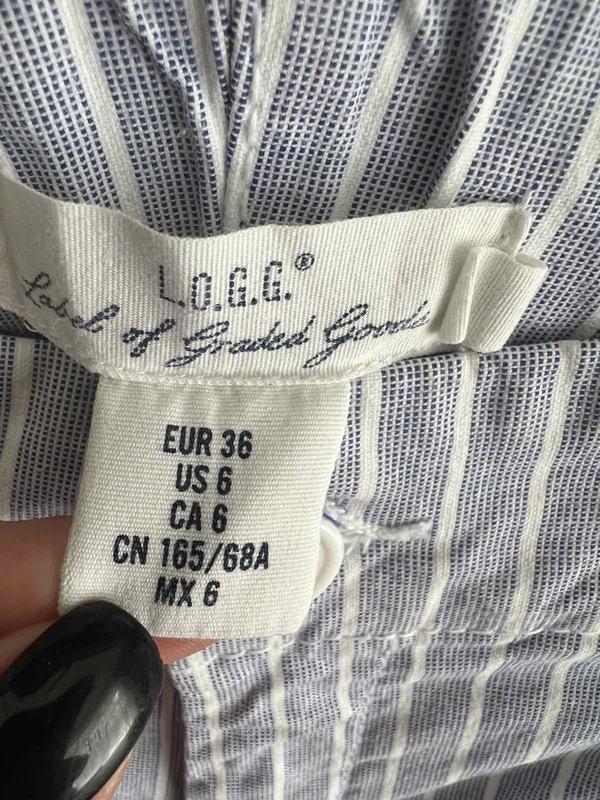 L.O.G.G.®
Label of Graded Goods
EUR 36
US 6
CA 6
CN 165/68A
MX 6